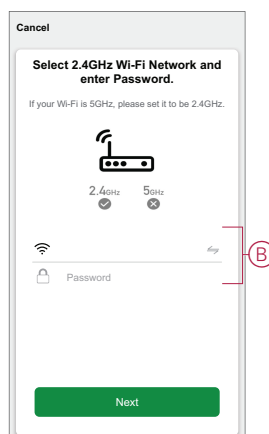 Cancel
Select 2.4GHz Wi-Fi Network and
enter Password.
If your Wi-Fi is 5GHz, please set it to be 2.4GHz.
2.4GHz 5GHz
B
Password
Next